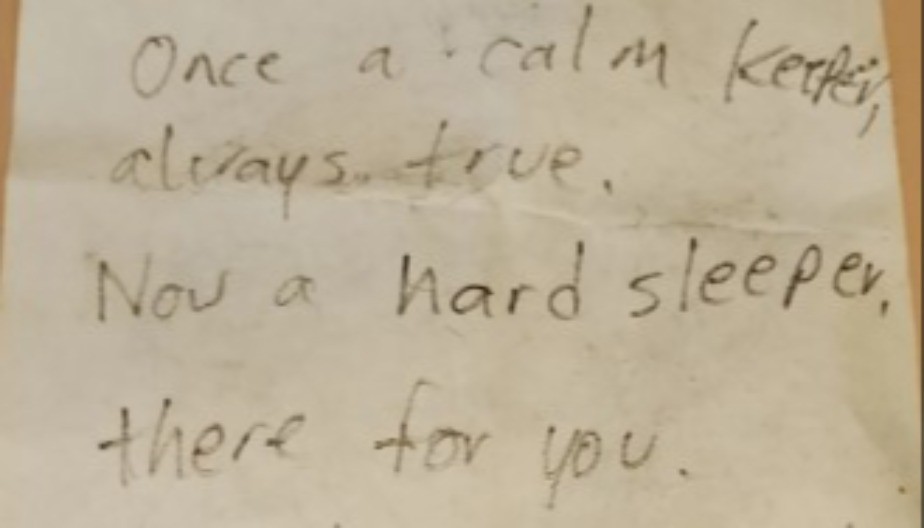 Once a calm keeper,
always true.
Now a hard sleeper,
there for you.